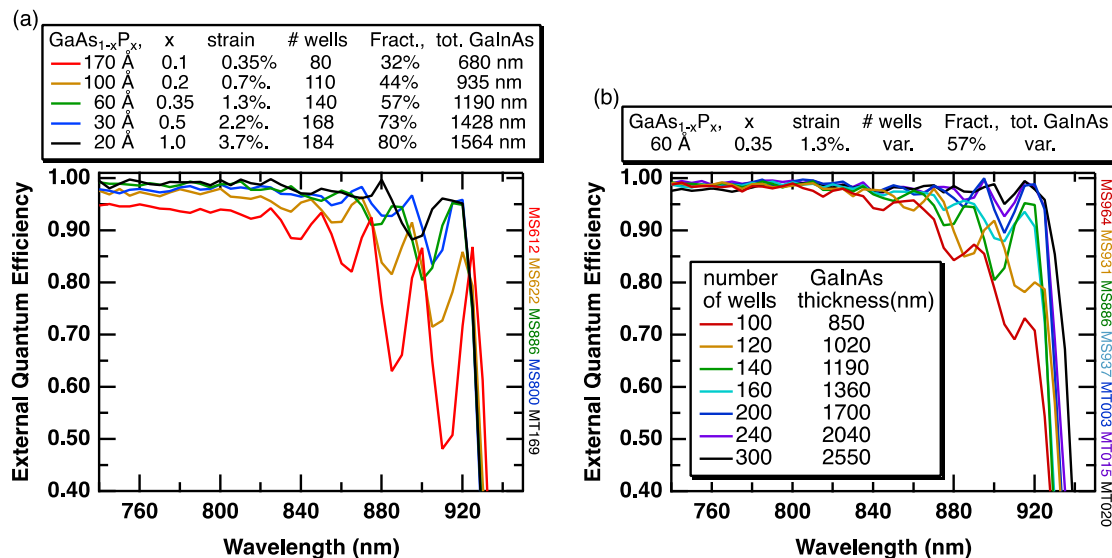 (a)
GaAs1-xPx, x strain # wells Fract., tot. GaInAs
170 Å 0.1 0.35% 80 32% 680 nm
100 Å 0.2 0.7%. 110 44% 935 nm
60 Å 0.35 1.3%. 140 57% 1190 nm
30 Å 0.5 2.2%. 168 73% 1428 nm
20 Å 1.0 3.7%. 184 80% 1564 nm
External Quantum Efficiency
1.00
0.90
0.80
0.70
0.60
0.50
0.40
760 800 840 880 920
Wavelength (nm)
MS612 MS622 MS886 MS800 MT169
(b)
GaAs1-xPx, x strain # wells Fract., tot. GaInAs
60 Å 0.35 1.3%. var. 57% var.
External Quantum Efficiency
1.00
0.90
0.80
0.70
0.60
0.50
0.40
number GaInAs
of wells thickness(nm)
100 850
120 1020
140 1190
160 1360
200 1700
240 2040
300 2550
760 800 840 880 920
Wavelength (nm)
MS964 MS931 MS886 MS937 MT003 MT015 MT020